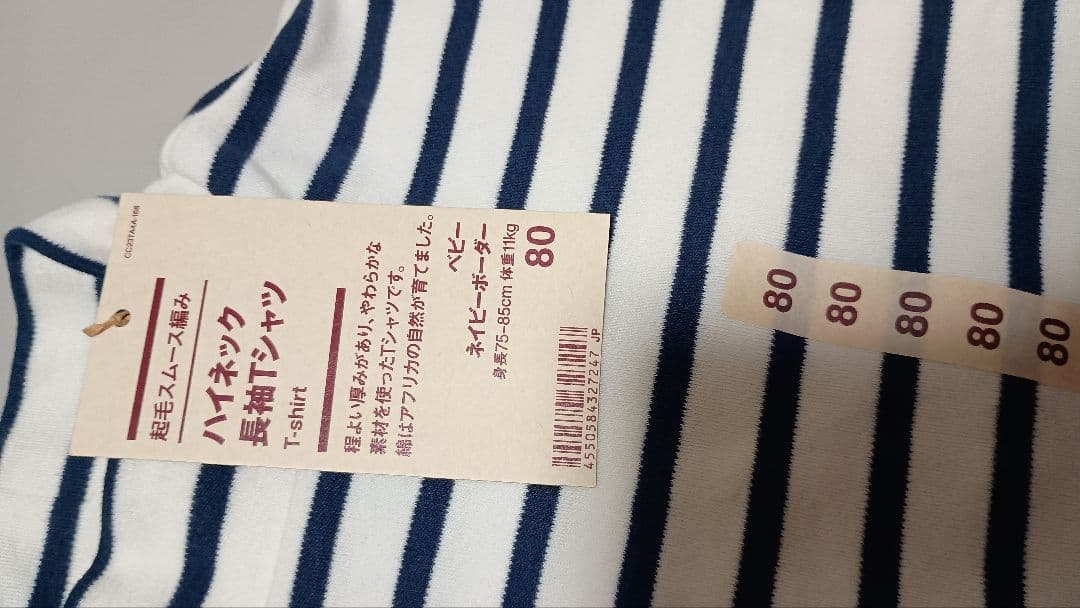 CC23TA4A-168
起毛スムース編み
ハイネック
長袖Tシャツ
T-shirt
程よい厚みがあり、やわらかな
素材を使ったTシャツです。
綿はアフリカの自然が育てました。
ベビー
ネイビーボーダー
身長75-85cm 体重11kg
80
4550584327247 JP
80
80
80
80
80